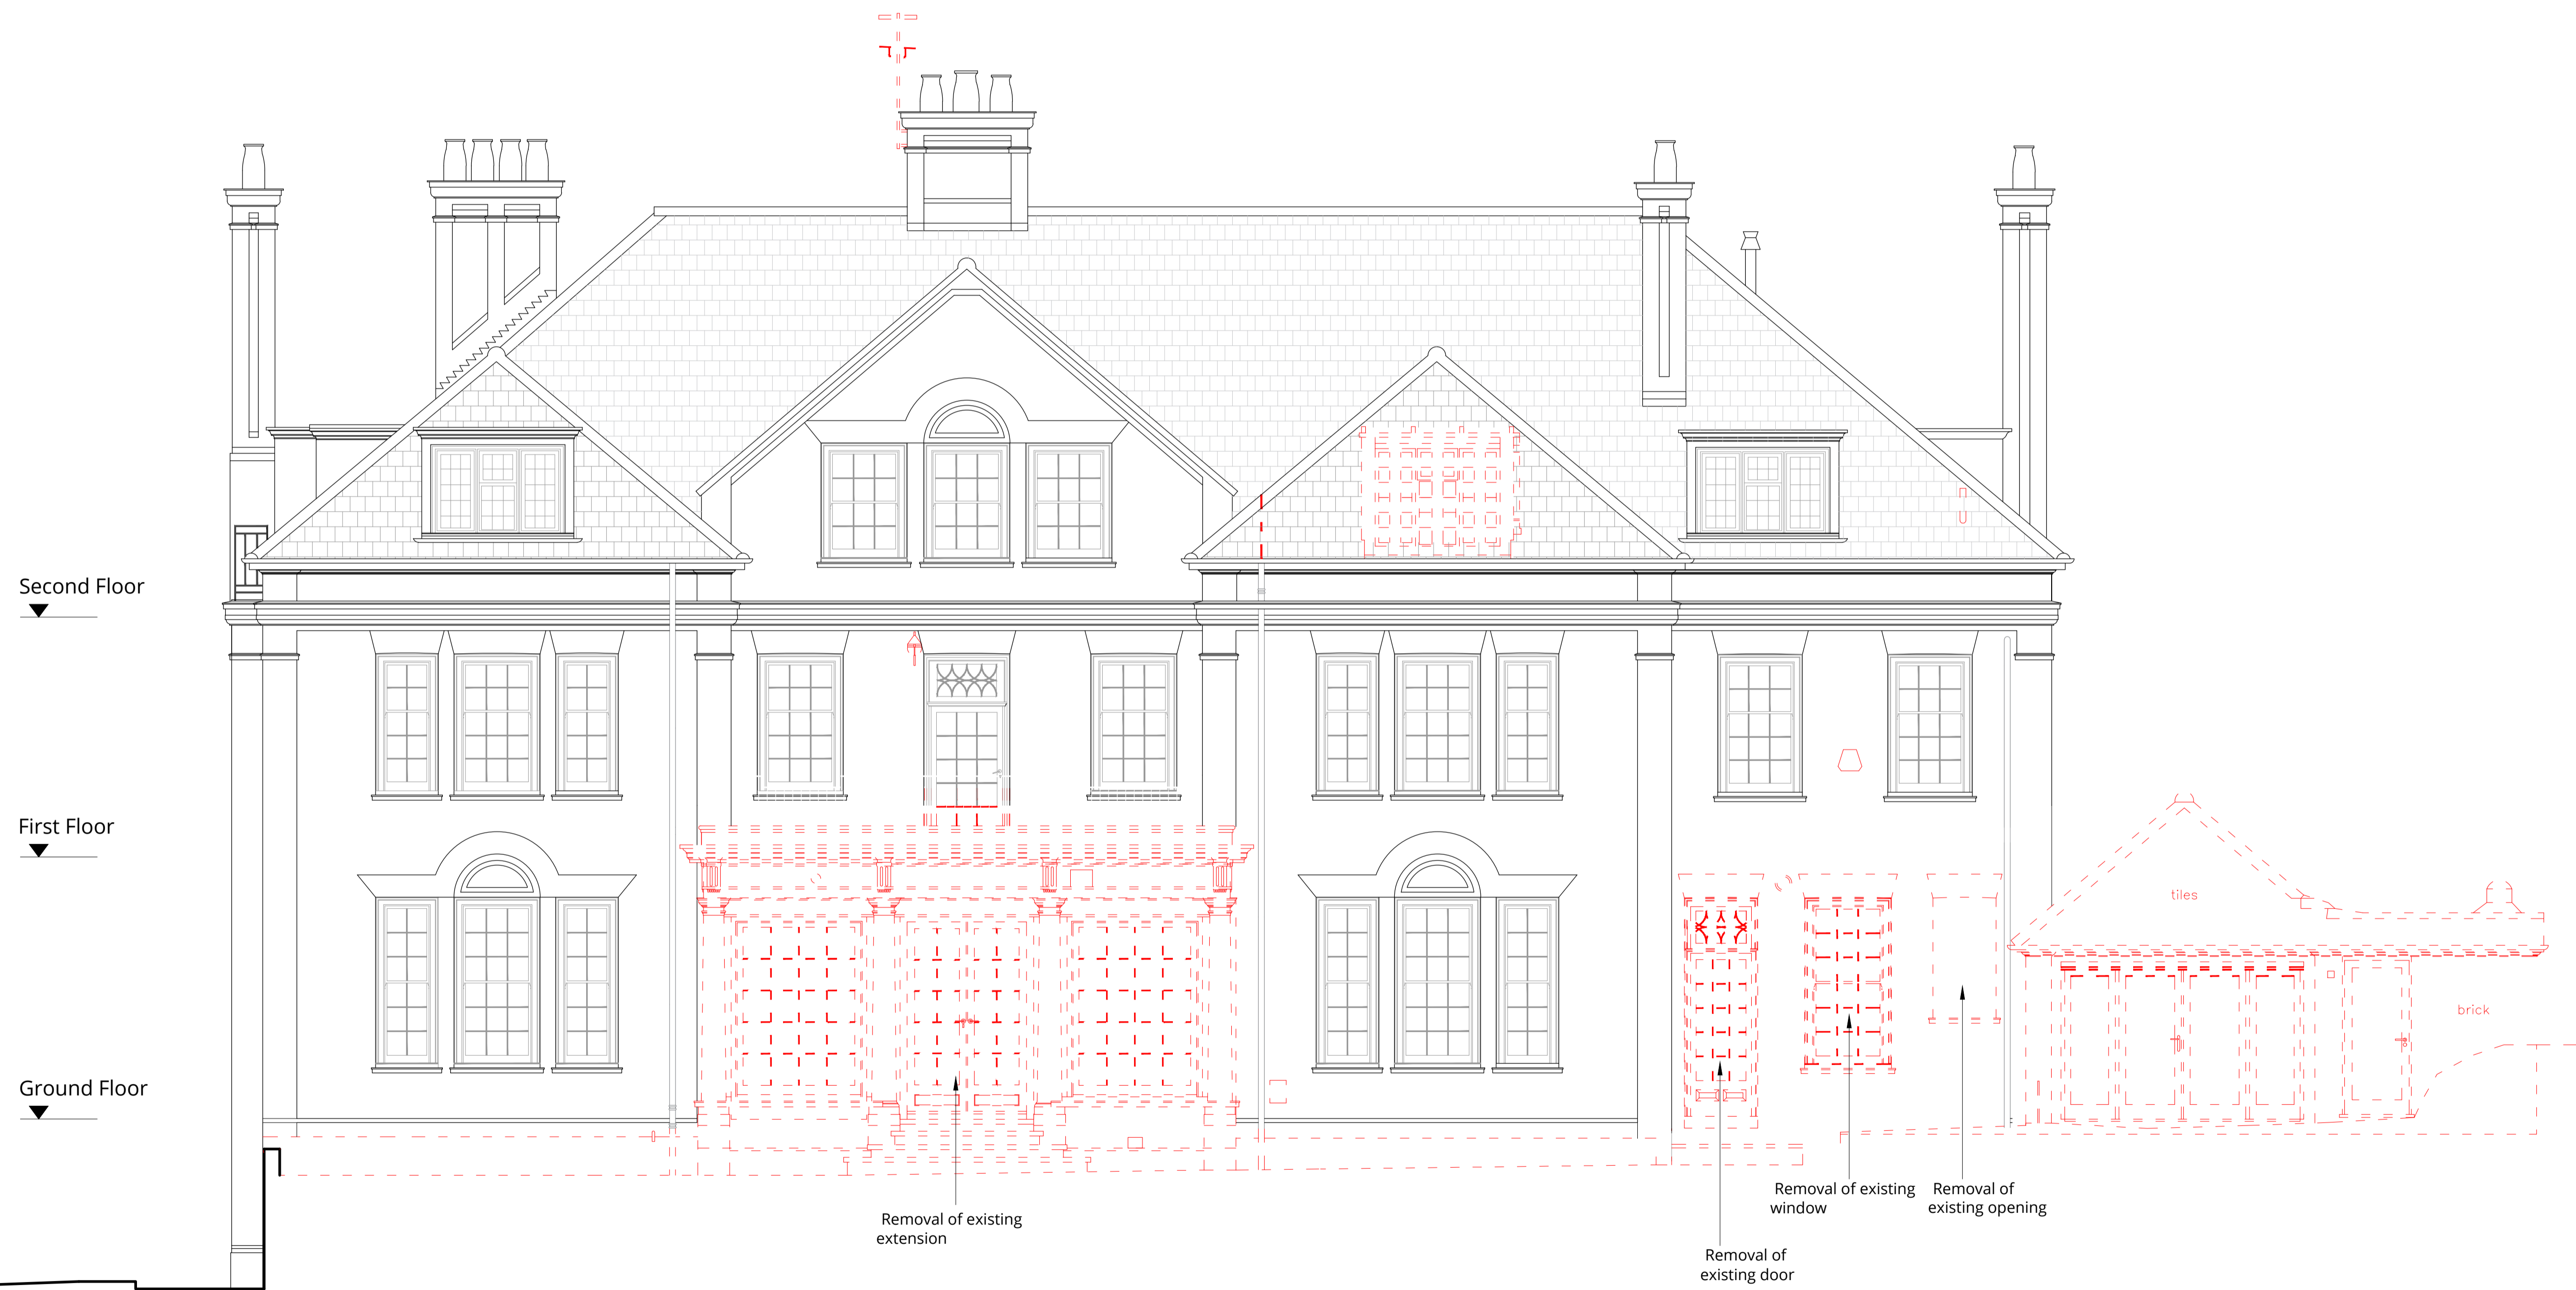 Second Floor
First Floor
Ground Floor
tiles
brick
Removal of existing
extension
Removal of
existing door
Removal of existing
window
Removal of
existing opening